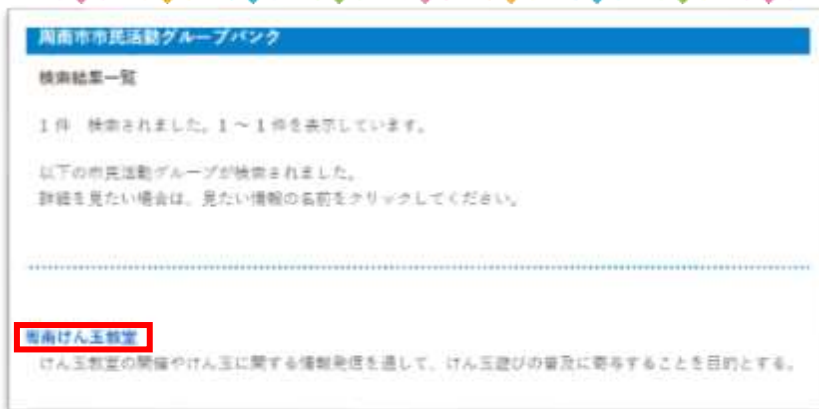 周南市市民活動グループバンク
検索結果一覧
1件 検索されました。1～1件を表示しています。
以下の市民活動グループが検索されました。
詳細を見たい場合は、見たい情報の名前をクリックしてください。
周南けん玉教室
けん玉教室の開催やけん玉に関する情報発信を通して、けん玉遊びの普及に寄与することを目的とする。